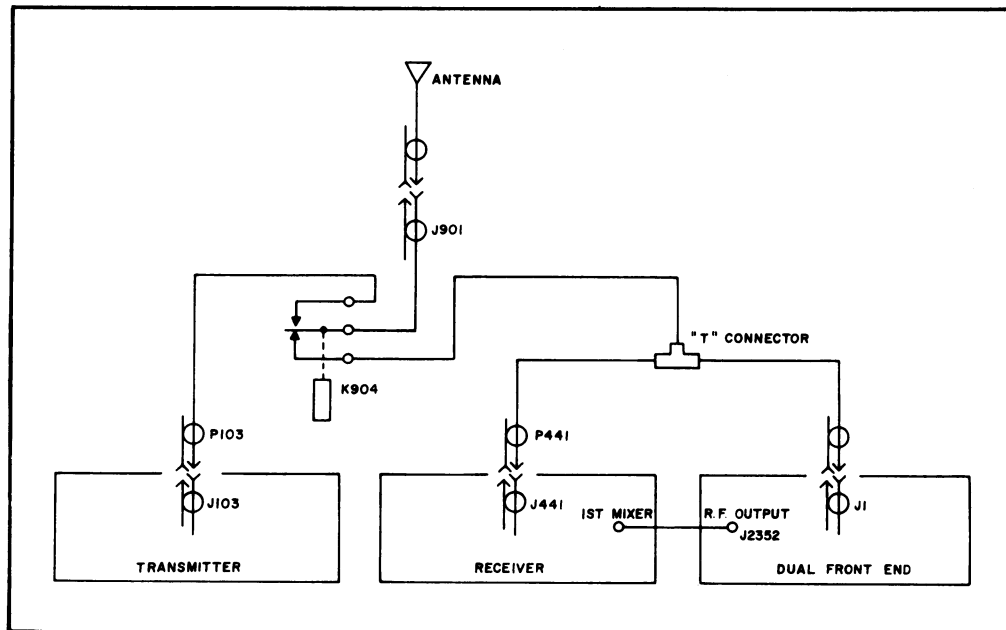 ANTENNA
J901
"T" CONNECTOR
K904
P103
P441
J103
J441
1ST MIXER
R.F. OUTPUT
J2352
J1
TRANSMITTER
RECEIVER
DUAL FRONT END